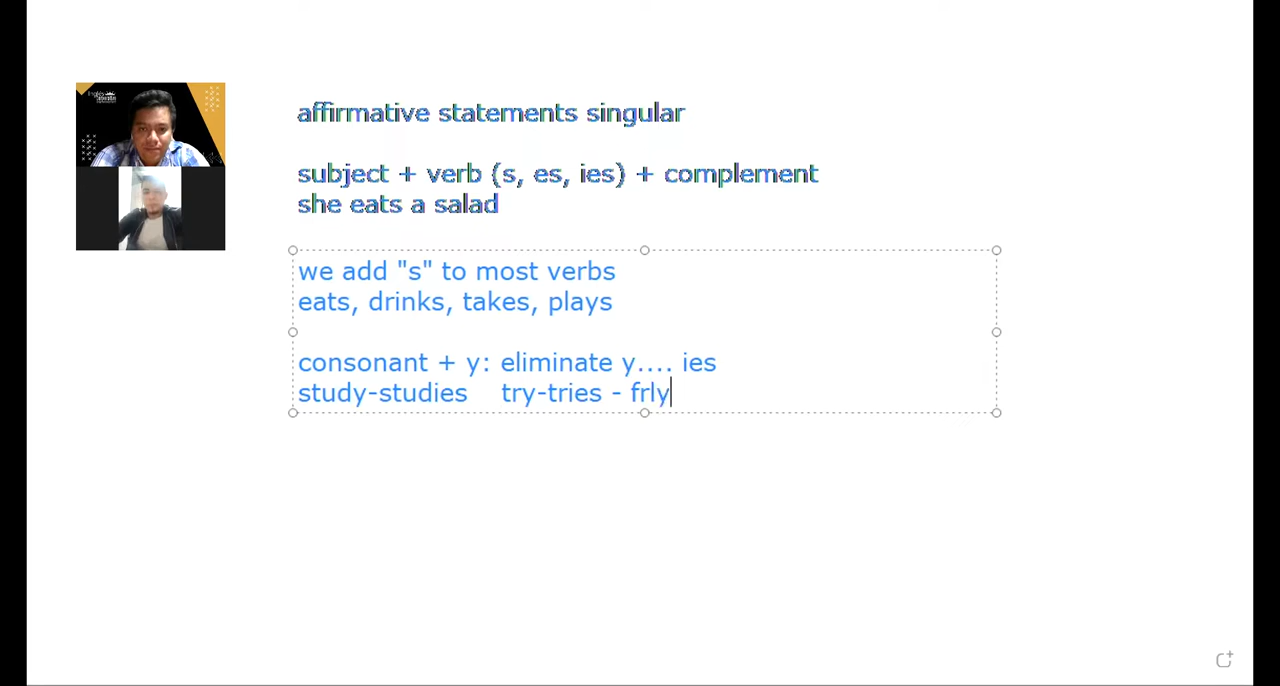 affirmative statements singular
subject + verb (s, es, ies) + complement
she eats a salad
we add "s" to most verbs
eats, drinks, takes, plays
consonant + y: eliminate y.... ies
study-studies try-tries - frly